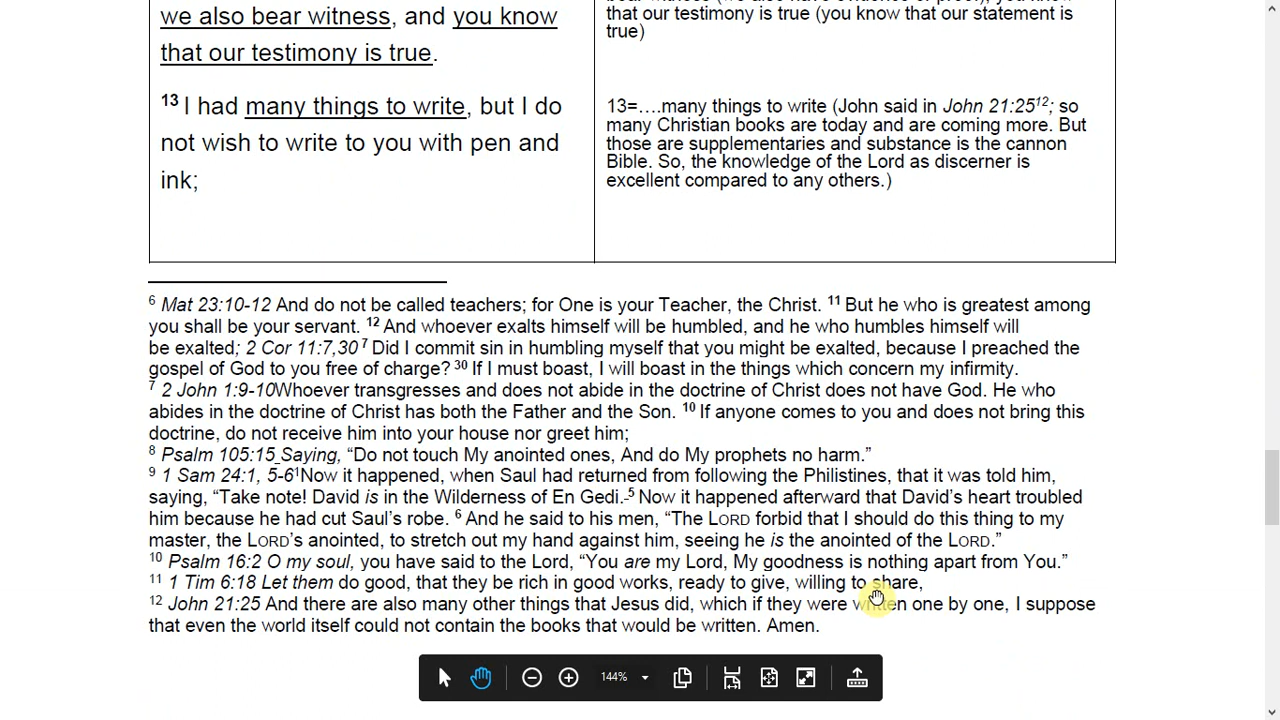 we also bear witness, and you know
that our testimony is true.
13 I had many things to write, but I do
not wish to write to you with pen and
ink;
that our testimony is true (you know that our statement is
true)
13=….many things to write (John said in John 21:2512; so
many Christian books are today and are coming more. But
those are supplementaries and substance is the cannon
Bible. So, the knowledge of the Lord as discerner is
excellent compared to any others.)
6 Mat 23:10-12 And do not be called teachers; for One is your Teacher, the Christ. 11 But he who is greatest among
you shall be your servant. 12 And whoever exalts himself will be humbled, and he who humbles himself will
be exalted; 2 Cor 11:7,30 7 Did I commit sin in humbling myself that you might be exalted, because I preached the
gospel of God to you free of charge? 30 If I must boast, I will boast in the things which concern my infirmity.
7 2 John 1:9-10Whoever transgresses and does not abide in the doctrine of Christ does not have God. He who
abides in the doctrine of Christ has both the Father and the Son. 10 If anyone comes to you and does not bring this
doctrine, do not receive him into your house nor greet him;
8 Psalm 105:15 Saying, “Do not touch My anointed ones, And do My prophets no harm.”
9 1 Sam 24:1, 5-61Now it happened, when Saul had returned from following the Philistines, that it was told him,
saying, “Take note! David is in the Wilderness of En Gedi. 5 Now it happened afterward that David’s heart troubled
him because he had cut Saul’s robe. 6 And he said to his men, “The LORD forbid that I should do this thing to my
master, the LORD’s anointed, to stretch out my hand against him, seeing he is the anointed of the LORD.”
10 Psalm 16:2 O my soul, you have said to the Lord, “You are my Lord, My goodness is nothing apart from You.”
11 1 Tim 6:18 Let them do good, that they be rich in good works, ready to give, willing to share,
12 John 21:25 And there are also many other things that Jesus did, which if they were written one by one, I suppose
that even the world itself could not contain the books that would be written. Amen.
144%